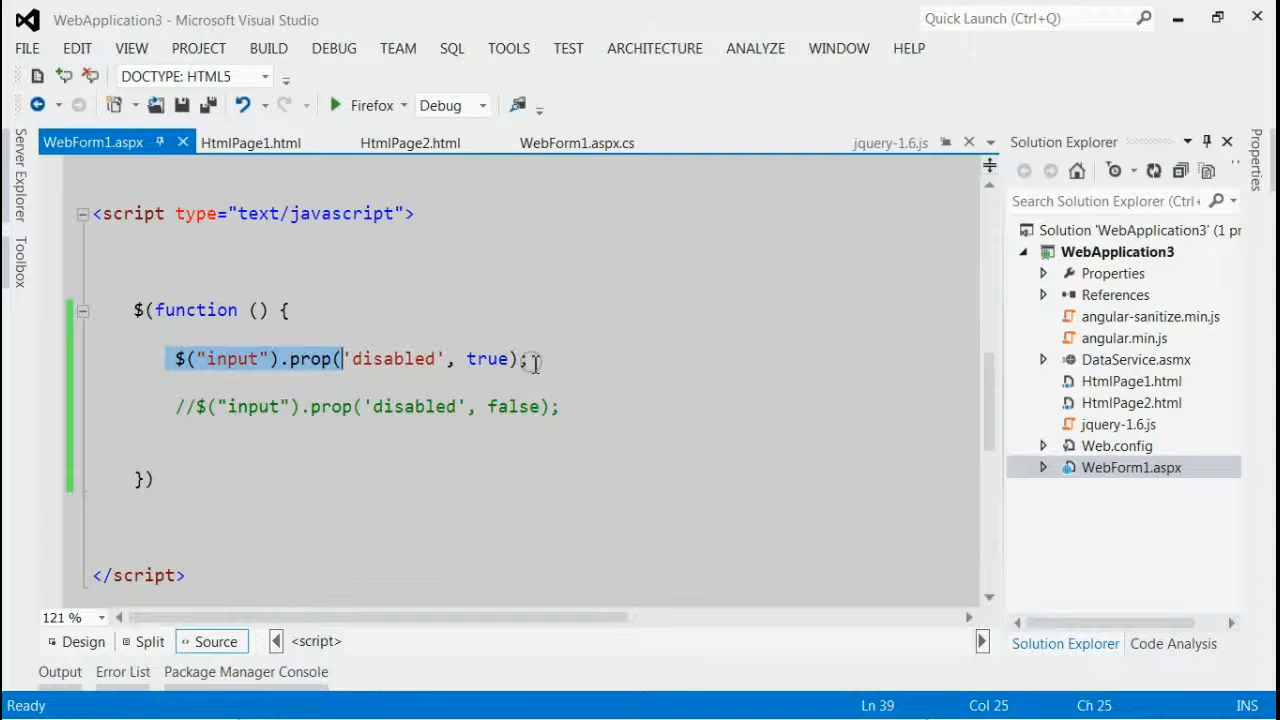 WebApplication3 - Microsoft Visual Studio
Quick Launch (Ctrl+Q)
FILE EDIT VIEW PROJECT BUILD DEBUG TEAM SQL TOOLS TEST ARCHITECTURE ANALYZE WINDOW HELP
DOCTYPE: HTML5
Firefox Debug
WebForm1.aspx HtmlPage1.html HtmlPage2.html WebForm1.aspx.cs jquery-1.6.js
Server Explorer
Toolbox
<script type="text/javascript">
$(function () {
$("input").prop('disabled', true);
//$("input").prop('disabled', false);
})
</script>
121 %
Design Split Source <script>
Output Error List Package Manager Console
Solution Explorer
Search Solution Explorer (Ctrl+
Solution 'WebApplication3' (1 pr
WebApplication3
Properties
References
angular-sanitize.min.js
angular.min.js
DataService.asmx
HtmlPage1.html
HtmlPage2.html
jquery-1.6.js
Web.config
WebForm1.aspx
Solution Explorer Code Analysis
Properties
Ready Ln 39 Col 25 Ch 25 INS